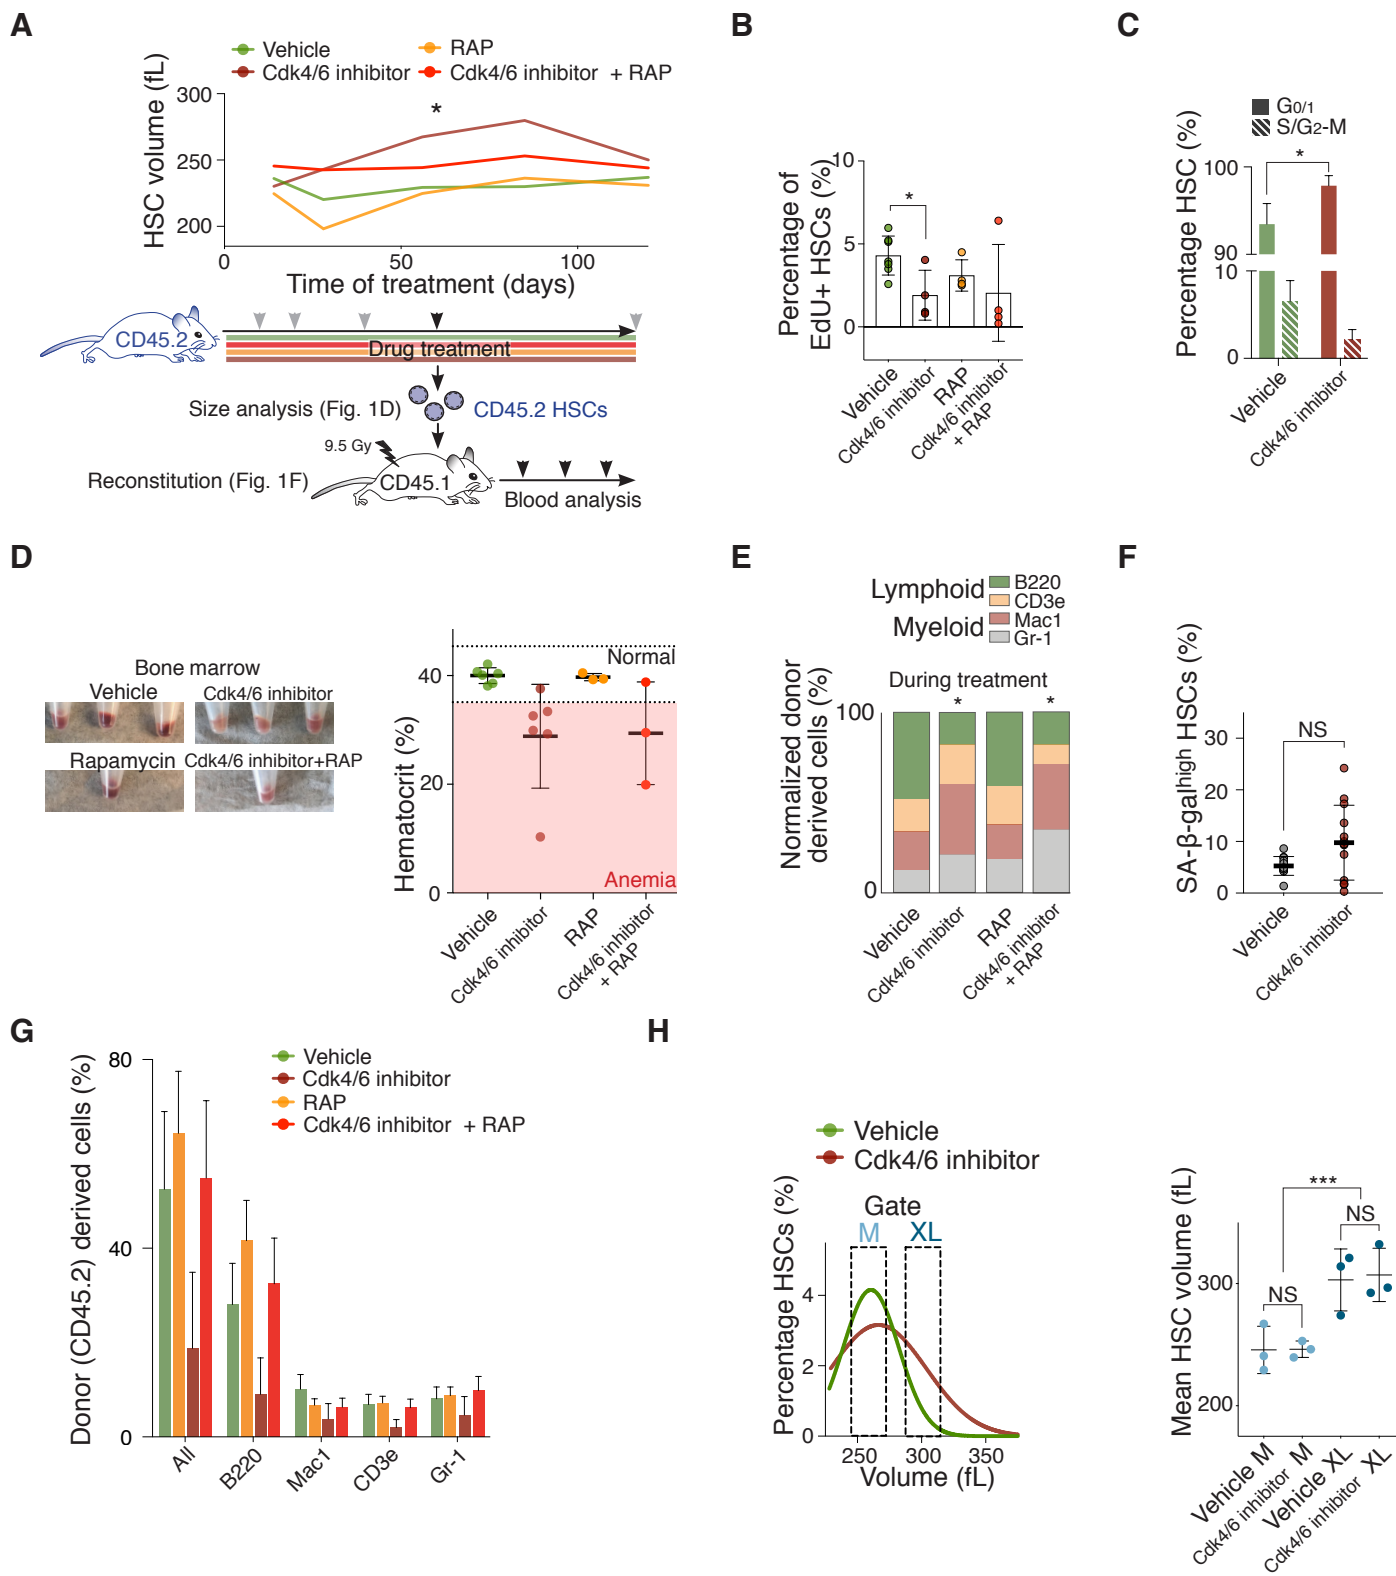 A
Vehicle
RAP
Cdk4/6 inhibitor
Cdk4/6 inhibitor + RAP
HSC volume (fL)
300
250
200
*
0
50
100
Time of treatment (days)
CD45.2
Drug treatment
Size analysis (Fig. 1D)
CD45.2 HSCs
9.5 Gy
CD45.1
Reconstitution (Fig. 1F)
Blood analysis
B
Percentage of
EdU+ HSCs (%)
10
5
0
*
Vehicle
Cdk4/6 inhibitor
RAP
Cdk4/6 inhibitor
+ RAP
C
G0/1
S/G2-M
Percentage HSC (%)
100
90
10
0
*
Vehicle
Cdk4/6 inhibitor
D
Bone marrow
Vehicle
Cdk4/6 inhibitor
Rapamycin
Cdk4/6 inhibitor+RAP
Hematocrit (%)
40
20
0
Normal
Anemia
Vehicle
Cdk4/6 inhibitor
RAP
Cdk4/6 inhibitor
+ RAP
E
Lymphoid
B220
CD3e
Myeloid
Mac1
Gr-1
During treatment
Normalized donor
derived cells (%)
100
0
*
*
Vehicle
Cdk4/6 inhibitor
RAP
Cdk4/6 inhibitor
+ RAP
F
SA-β-galhigh HSCs (%)
30
20
10
0
NS
Vehicle
Cdk4/6 inhibitor
G
Donor (CD45.2) derived cells (%)
80
40
0
Vehicle
Cdk4/6 inhibitor
RAP
Cdk4/6 inhibitor + RAP
All
B220
Mac1
CD3e
Gr-1
H
Vehicle
Cdk4/6 inhibitor
Gate
M
XL
Percentage HSCs (%)
4
2
0
250
300
350
Volume (fL)
Mean HSC volume (fL)
300
200
***
NS
NS
Vehicle M
Cdk4/6 inhibitor M
Vehicle XL
Cdk4/6 inhibitor XL